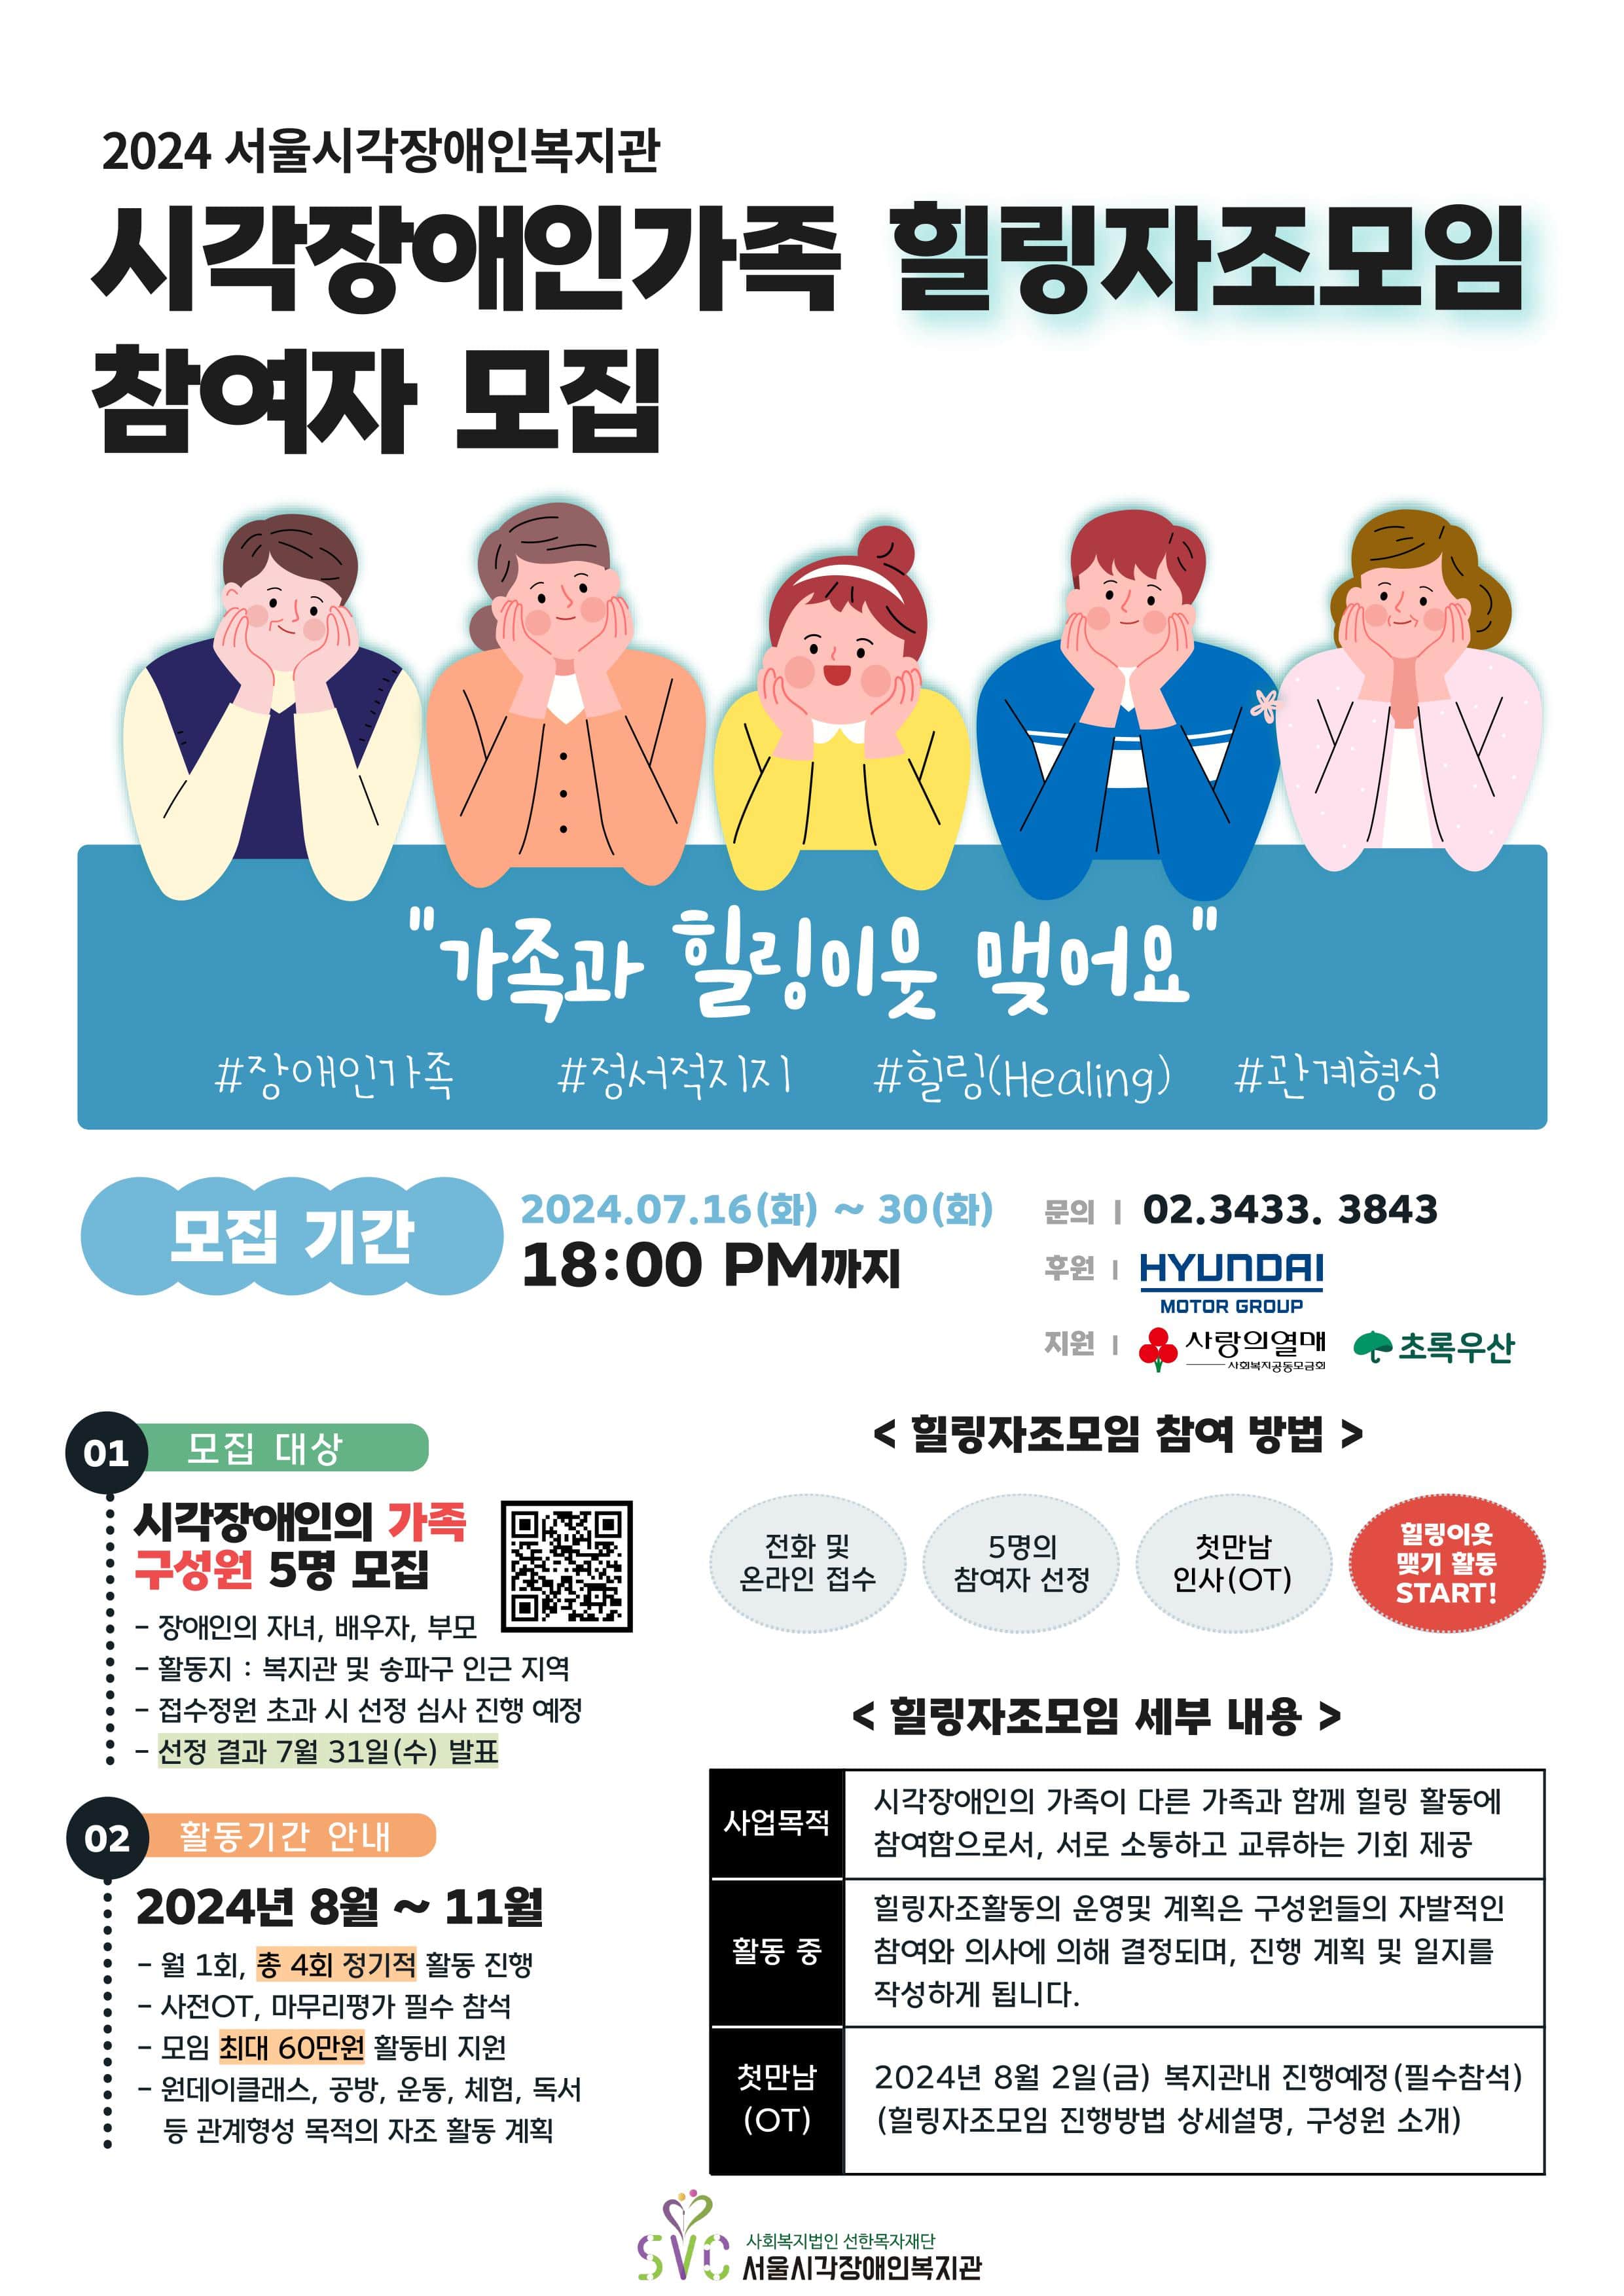 2024 서울시각장애인복지관
시각장애인가족 힐링자조모임
참여자 모집
"가족과 힐링이웃 맺어요"
#장애인가족 #정서적지지 #힐링(Healing) #관계형성
모집 기간
2024.07.16(화) ~ 30(화)
18:00 PM까지
문의 | 02.3433. 3843
후원 | HYUNDAI
MOTOR GROUP
지원 | 사랑의열매 초록우산
사회복지공동모금회
01 모집 대상
시각장애인의 가족
구성원 5명 모집
- 장애인의 자녀, 배우자, 부모
- 활동지 : 복지관 및 송파구 인근 지역
- 접수정원 초과 시 선정 심사 진행 예정
- 선정 결과 7월 31일(수) 발표
02 활동기간 안내
2024년 8월 ~ 11월
- 월 1회, 총 4회 정기적 활동 진행
- 사전OT, 마무리평가 필수 참석
- 모임 최대 60만원 활동비 지원
- 원데이클래스, 공방, 운동, 체험, 독서
등 관계형성 목적의 자조 활동 계획
< 힐링자조모임 참여 방법 >
전화 및
온라인 접수
5명의
참여자 선정
첫만남
인사(OT)
힐링이웃
맺기 활동
START!
< 힐링자조모임 세부 내용 >
사업목적
시각장애인의 가족이 다른 가족과 함께 힐링 활동에
참여함으로서, 서로 소통하고 교류하는 기회 제공
활동 중
힐링자조활동의 운영및 계획은 구성원들의 자발적인
참여와 의사에 의해 결정되며, 진행 계획 및 일지를
작성하게 됩니다.
첫만남
(OT)
2024년 8월 2일(금) 복지관내 진행예정(필수참석)
(힐링자조모임 진행방법 상세설명, 구성원 소개)
SVC
사회복지법인 선한목자재단
서울시각장애인복지관